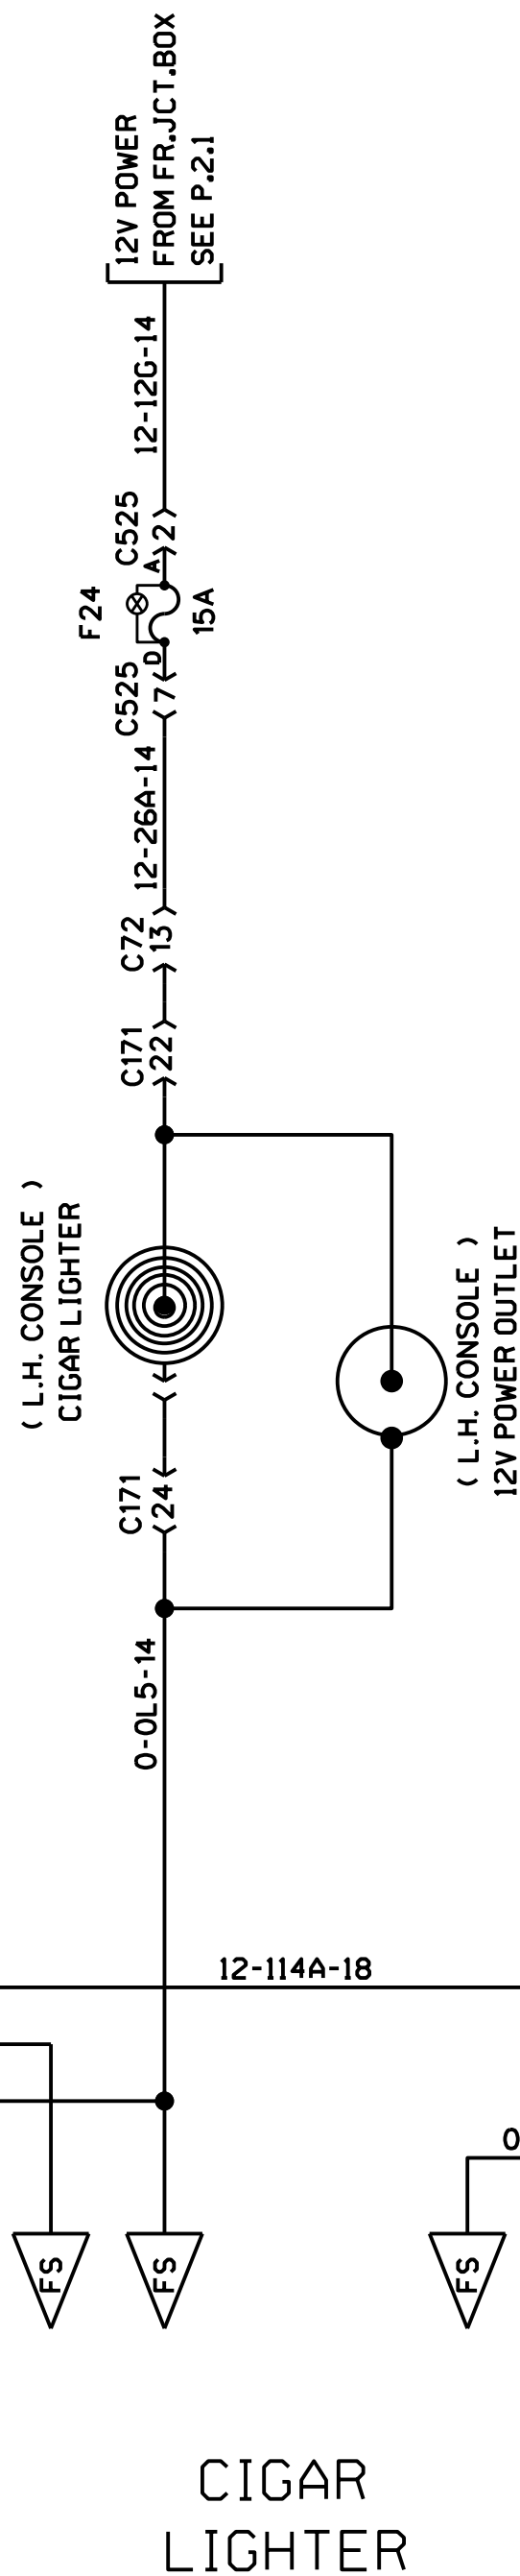 12V POWER
FROM FR.JCT.BOX
SEE P.2.1
12-12G-14
C525
2
A
F24
15A
D
C525
7
12-26A-14
C72
13
C171
22
( L.H. CONSOLE )
CIGAR LIGHTER
( L.H. CONSOLE )
12V POWER OUTLET
C171
24
0-0L5-14
12-114A-18
0
FS
FS
FS
CIGAR
LIGHTER